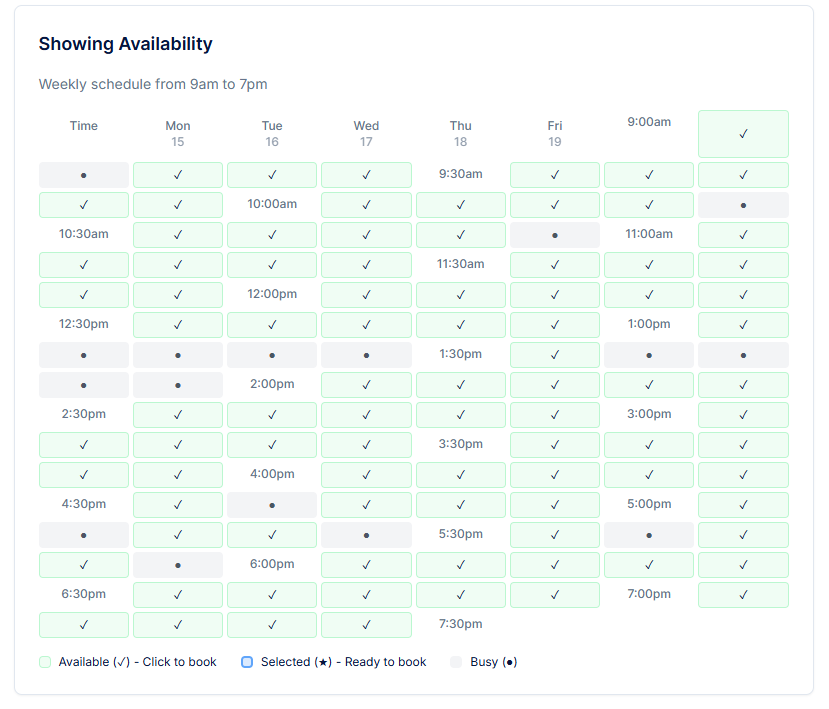 Showing Availability
Weekly schedule from 9am to 7pm
Time Mon Tue Wed Thu Fri 9:00am ✓
15 16 17 18 19
● ✓ ✓ ✓ 9:30am ✓ ✓ ✓
✓ ✓ 10:00am ✓ ✓ ✓ ✓ ●
10:30am ✓ ✓ ✓ ✓ ● 11:00am ✓
✓ ✓ ✓ ✓ 11:30am ✓ ✓ ✓
✓ ✓ 12:00pm ✓ ✓ ✓ ✓ ✓
12:30pm ✓ ✓ ✓ ✓ ✓ 1:00pm ✓
● ● ● ● 1:30pm ✓ ● ●
● ● 2:00pm ✓ ✓ ✓ ✓ ✓
2:30pm ✓ ✓ ✓ ✓ ✓ 3:00pm ✓
✓ ✓ ✓ ✓ 3:30pm ✓ ✓ ✓
✓ ✓ 4:00pm ✓ ✓ ✓ ✓ ✓
4:30pm ✓ ● ✓ ✓ ✓ 5:00pm ✓
● ✓ ✓ ● 5:30pm ✓ ● ✓
✓ ● 6:00pm ✓ ✓ ✓ ✓ ✓
6:30pm ✓ ✓ ✓ ✓ ✓ 7:00pm ✓
✓ ✓ ✓ ✓ 7:30pm
Available (✓) - Click to book Selected (★) - Ready to book Busy (●)